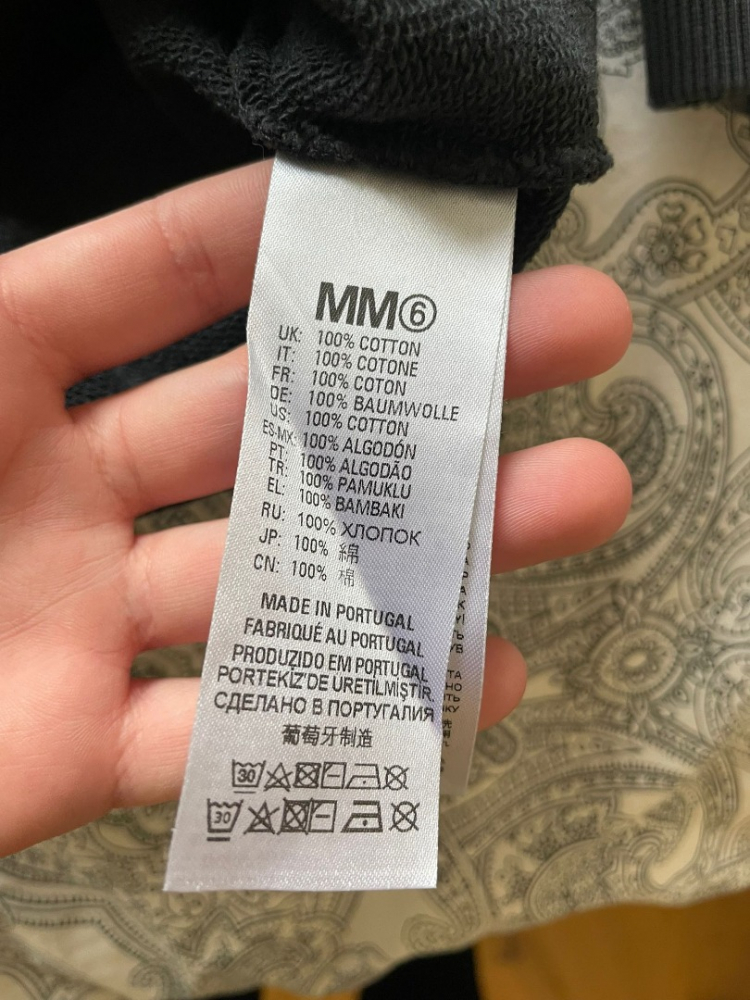 MM⑥
UK: 100% COTTON
IT: 100% COTONE
FR: 100% COTON
DE: 100% BAUMWOLLE
US: 100% COTTON
ES-MX: 100% ALGODÓN
PT: 100% ALGODÃO
TR: 100% PAMUKLU
EL: 100% BAMBAKI
RU: 100% ХЛОПОК
JP: 100% 綿
CN: 100% 棉
MADE IN PORTUGAL
FABRIQUÉ AU PORTUGAL
PRODUZIDO EM PORTUGAL
PORTEKİZ'DE URETILMIŞTIR.
СДЕЛАНО В ПОРТУГАЛИЯ
葡萄牙制造
30
30